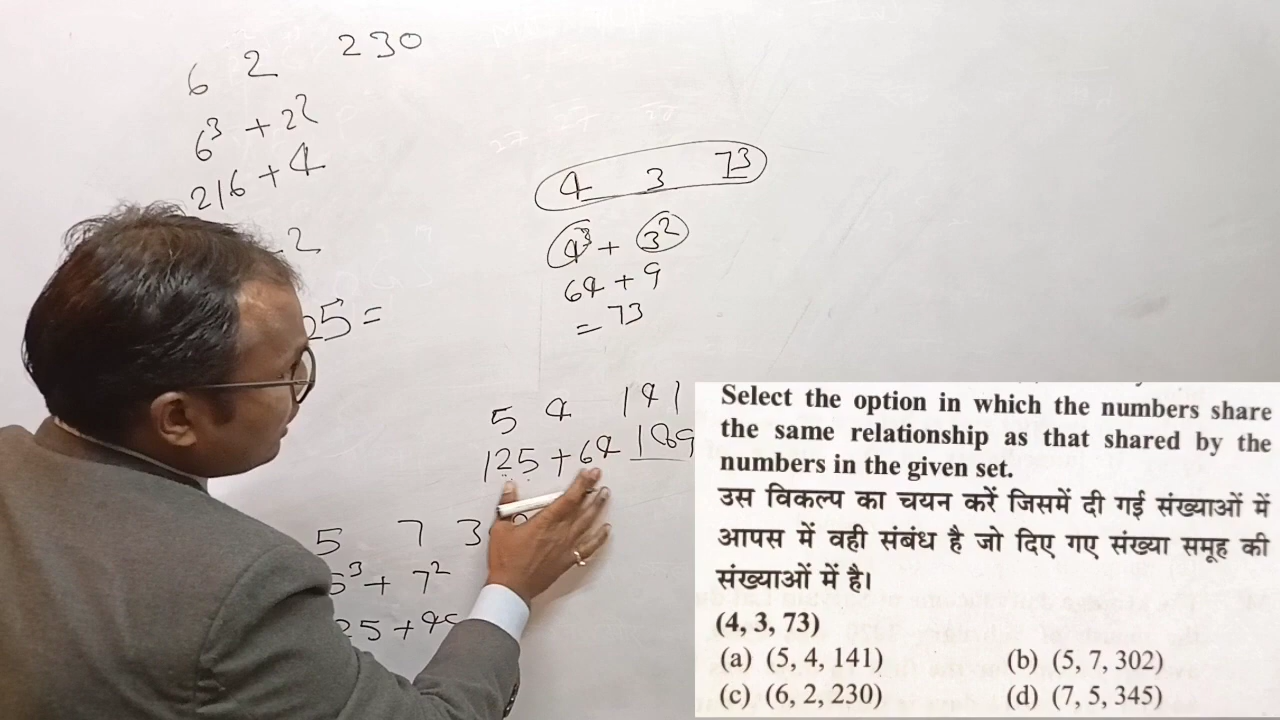 6 2 230
6³ + 2²
216 + 4
2
25 =
4 3 73
4³ + 3²
64 + 9
= 73
5 4 141
125 + 64 189
5 7 3
5³ + 7²
25 + 49
Select the option in which the numbers share
the same relationship as that shared by the
numbers in the given set.
उस विकल्प का चयन करें जिसमें दी गई संख्याओं में
आपस में वही संबंध है जो दिए गए संख्या समूह की
संख्याओं में है।
(4, 3, 73)
(a) (5, 4, 141) (b) (5, 7, 302)
(c) (6, 2, 230) (d) (7, 5, 345)